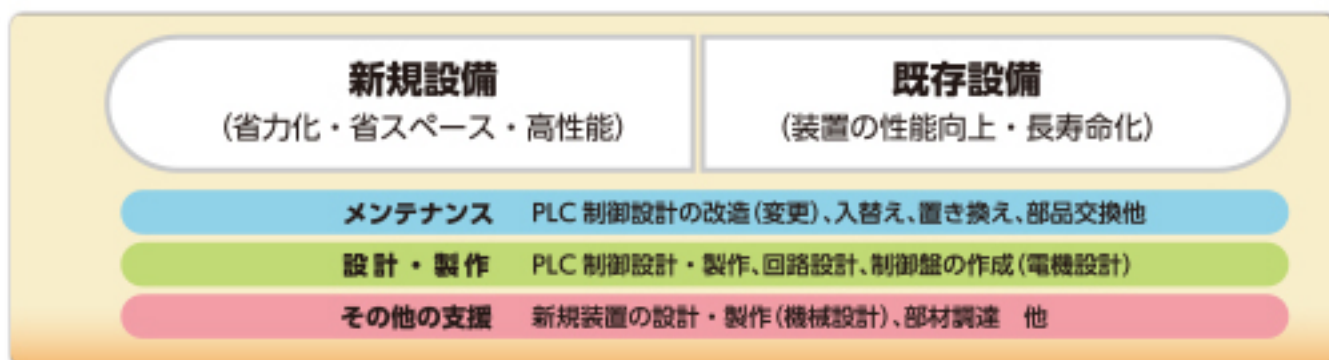 新規設備
(省力化・省スペース・高性能)
既存設備
(装置の性能向上・長寿命化)
メンテナンス PLC 制御設計の改造(変更)、入替え、置き換え、部品交換他
設計・製作 PLC 制御設計・製作、回路設計、制御盤の作成(電機設計)
その他の支援 新規装置の設計・製作(機械設計)、部材調達 他